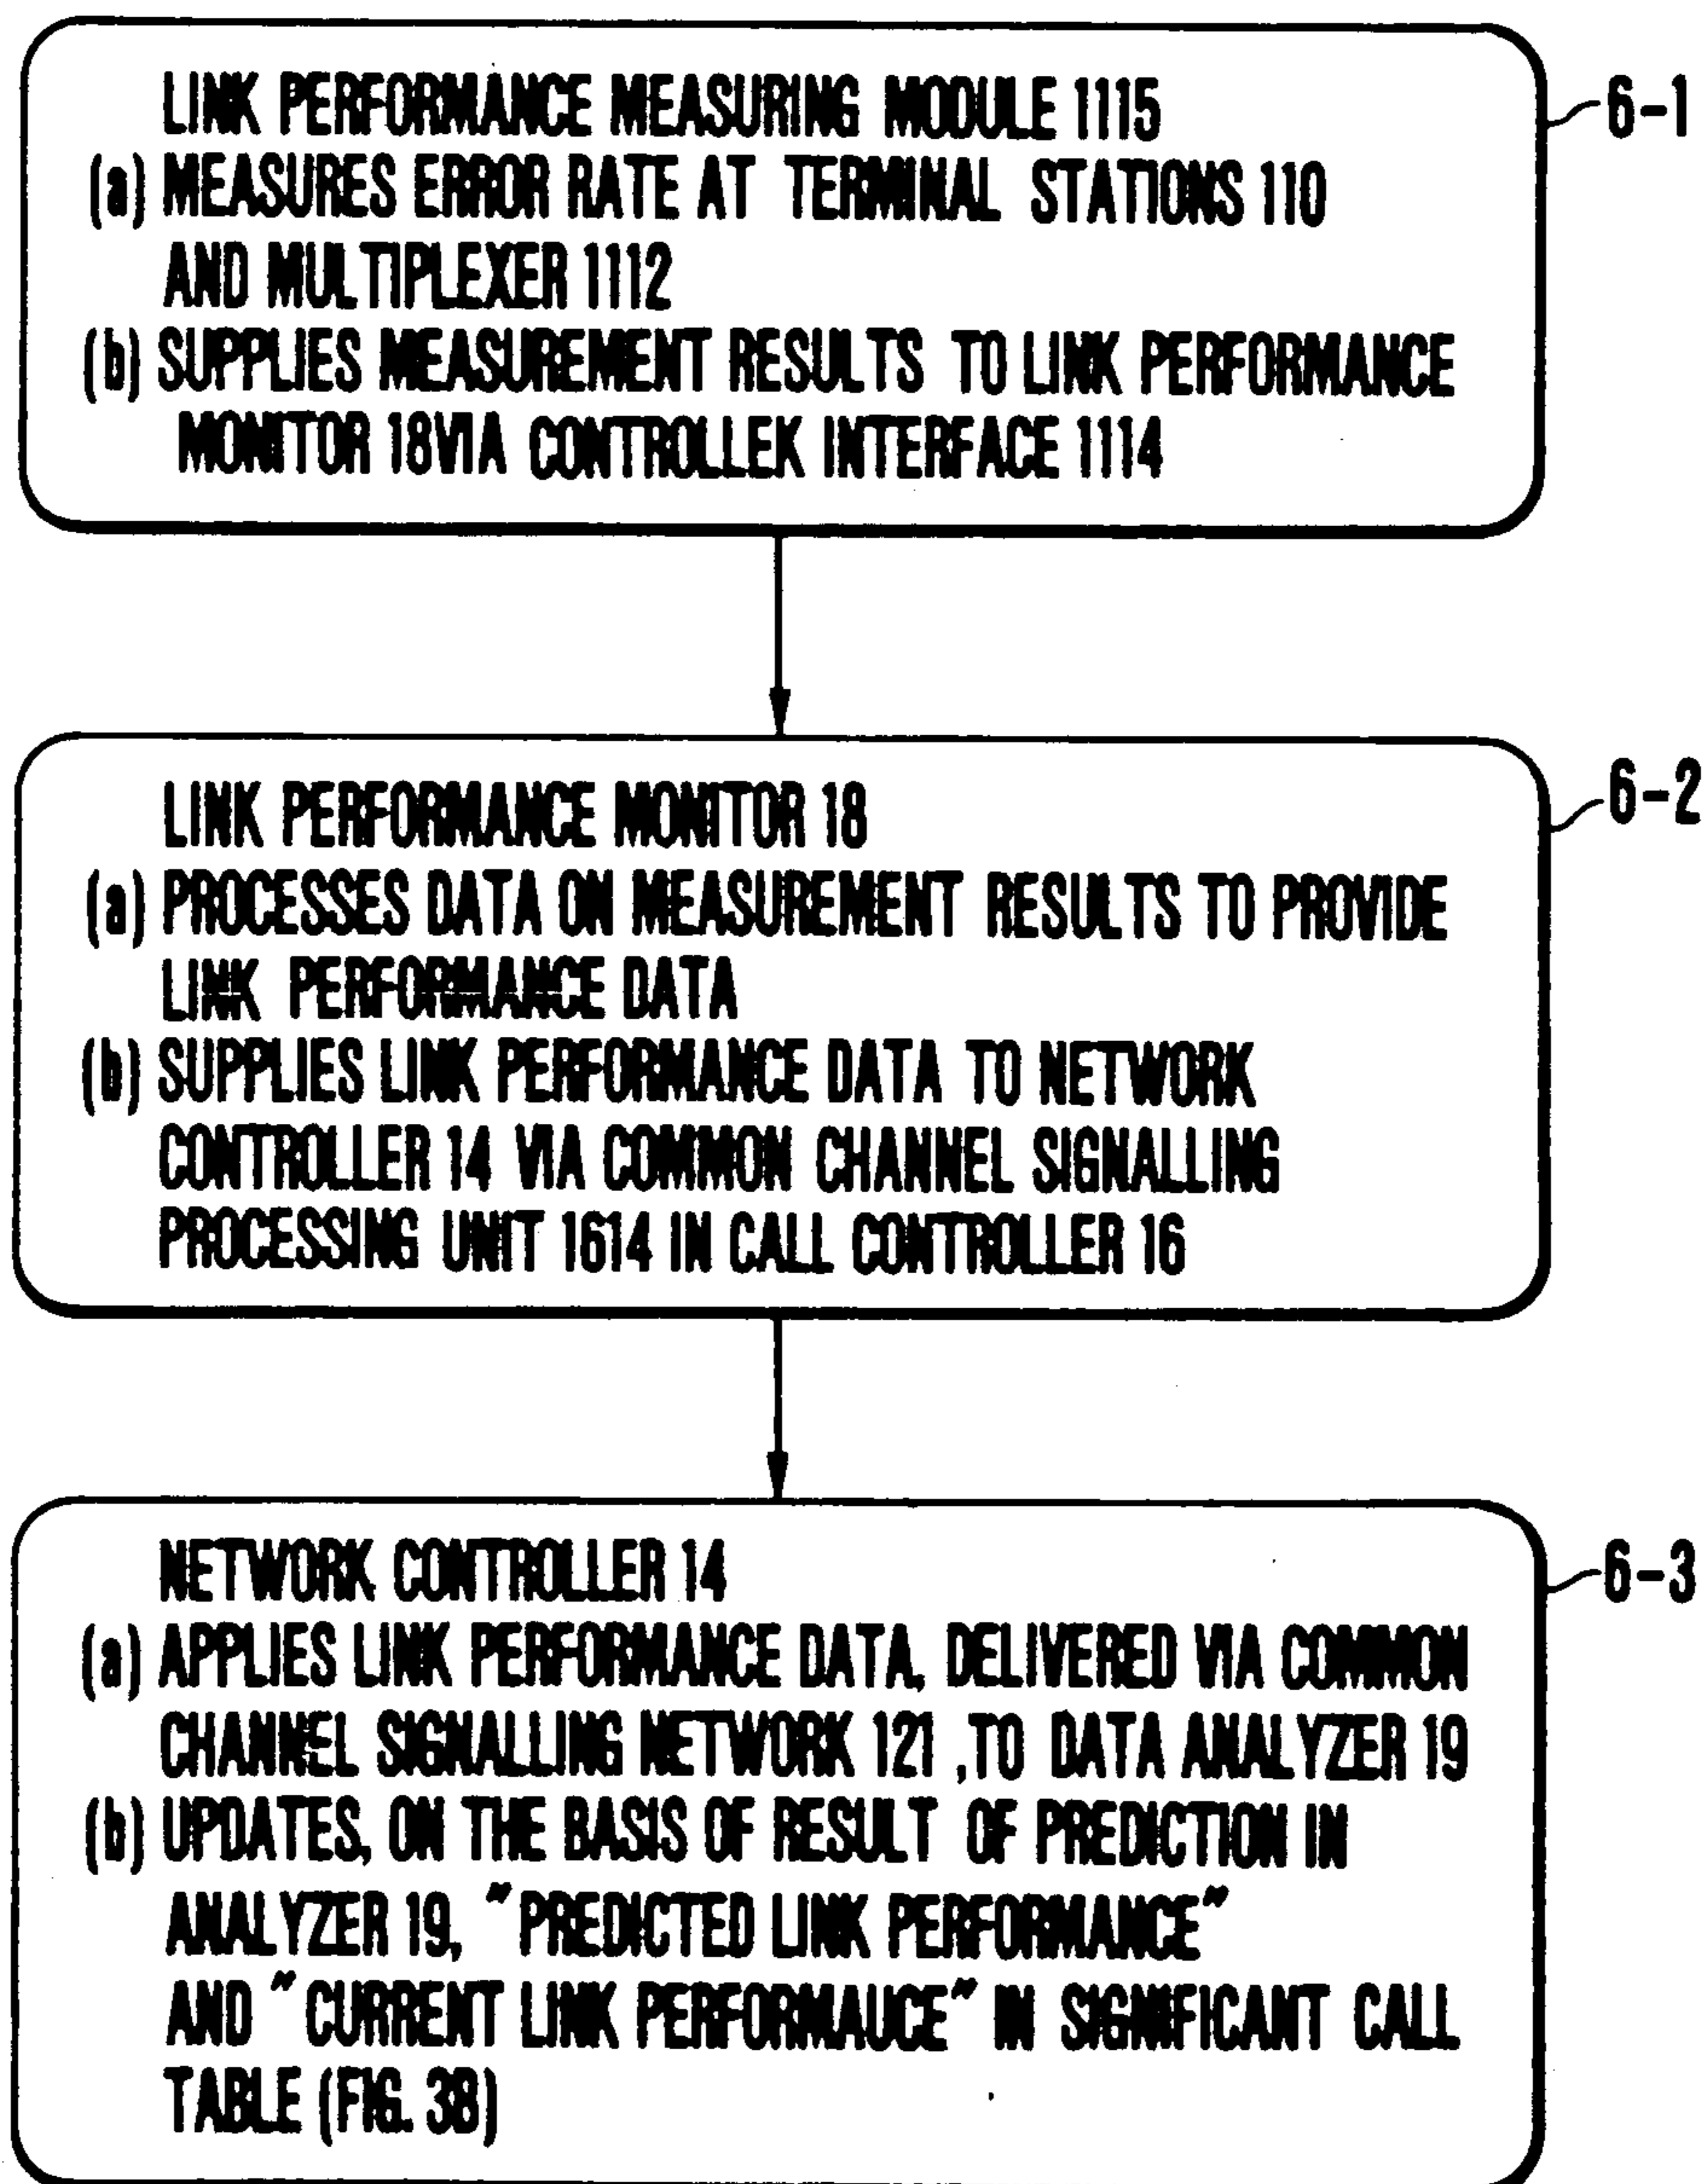 LINK PERFORMANCE MEASURING MODULE 1115
6-1
(a) MEASURES ERROR RATE AT TERMINAL STATIONS 110
AND MULTIPLEXER 1112
(b) SUPPLIES MEASUREMENT RESULTS TO LINK PERFORMANCE
MONITOR 18VIA CONTROLLEK INTERFACE 1114
LINK PERFORMANCE MONITOR 18
6-2
(a) PROCESSES DATA ON MEASUREMENT RESULTS TO PROVIDE
LINK PERFORMANCE DATA
(b) SUPPLIES LINK PERFORMANCE DATA TO NETWORK
CONTROLLER 14 VIA COMMON CHANNEL SIGNALLING
PROCESSING UNIT 1614 IN CALL CONTROLLER 16
NETWORK CONTROLLER 14
6-3
(a) APPLIES LINK PERFORMANCE DATA, DELIVERED VIA COMMON
CHANNEL SIGNALLING NETWORK 121 ,TO DATA ANALYZER 19
(b) UPDATES, ON THE BASIS OF RESULT OF PREDICTION IN
ANALYZER 19, "PREDICTED LINK PERFORMANCE"
AND "CURRENT LINK PERFORMAUCE" IN SIGNIFICANT CALL
TABLE (FIG. 3B)